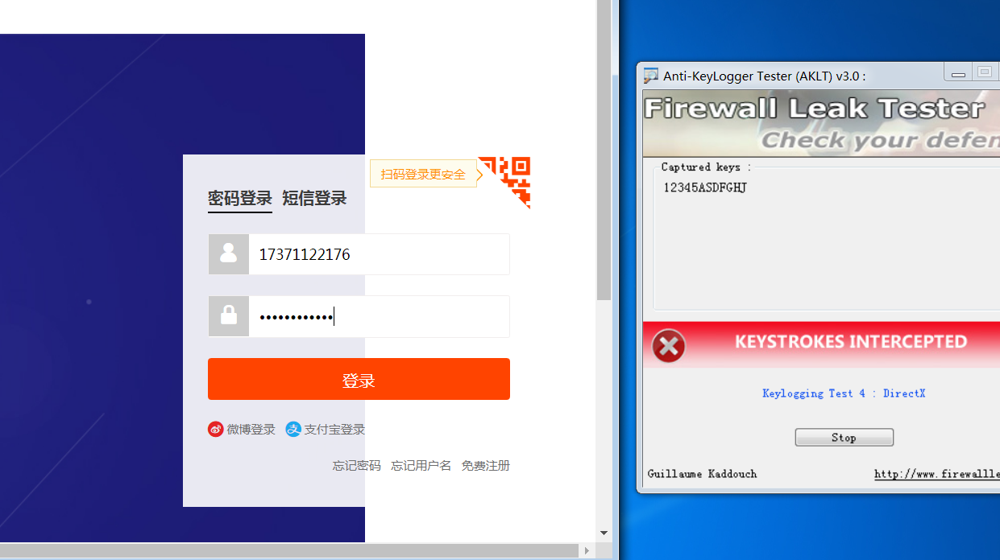 扫码登录更安全
密码登录 短信登录
17371122176
••••••••••••
登录
微博登录 支付宝登录
忘记密码 忘记用户名 免费注册
Anti-KeyLogger Tester (AKLT) v3.0 :
Firewall Leak Tester
Check your defen
Captured keys :
12345ASDFGHJ
KEYSTROKES INTERCEPTED
Keylogging Test 4 : DirectX
Stop
Guillaume Kaddouch
http://www.firewallle